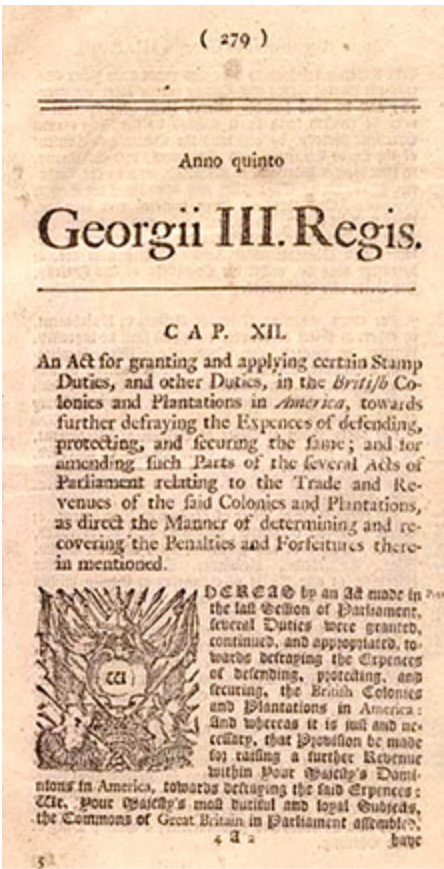 ( 279 )
Anno quinto
Georgii III. Regis.
CAP. XII.
An Act for granting and applying certain Stamp
Duties, and other Duties, in the Britiſh Co-
lonies and Plantations in America, towards
further defraying the Expences of defending,
protecting, and ſecuring the ſame; and for
amending ſuch Parts of the ſeveral Acts of
Parliament relating to the Trade and Re-
venues of the ſaid Colonies and Plantations,
as direct the Manner of determining and re-
covering the Penalties and Forfeitures there-
in mentioned.
WHEREAS by an Act made in
the laſt Seſſion of Parliament,
ſeveral Duties were granted,
continued, and appropriated, to-
wards defraying the Expences
of defending, protecting, and
ſecuring, the Britiſh Colonies
and Plantations in America:
And whereas it is juſt and ne-
ceſſary, that Proviſion be made
for raiſing a further Revenue
within Your Majeſty's Domi-
nions in America, towards defraying the ſaid Expences:
We, Your Majeſty's moſt dutiful and loyal Subjects,
the Commons of Great Britain in Parliament aſſembled,
4 A 2
have
5